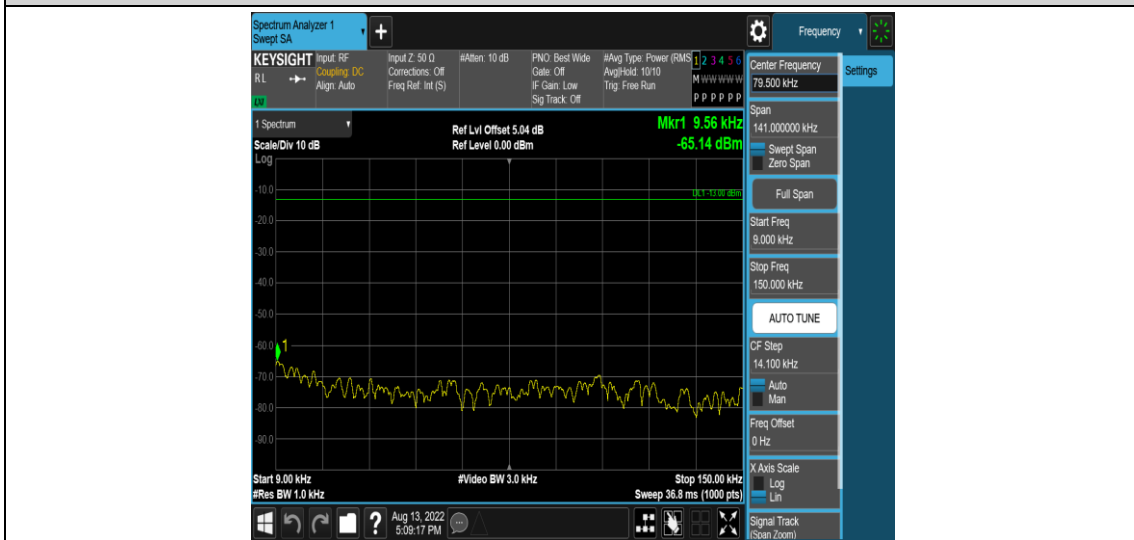 Spectrum Analyzer 1
Swept SA
+
Frequency
KEYSIGHT
RL
LXI
Input: RF
Coupling: DC
Align: Auto
Input Z: 50 Ω
Corrections: Off
Freq Ref: Int (S)
#Atten: 10 dB
PNO: Best Wide
Gate: Off
IF Gain: Low
Sig Track: Off
#Avg Type: Power (RMS
Avg|Hold: 10/10
Trig: Free Run
1 2 3 4 5 6
M W W W W W
P P P P P P
1 Spectrum
Scale/Div 10 dB
Log
Ref Lvl Offset 5.04 dB
Ref Level 0.00 dBm
Mkr1 9.56 kHz
-65.14 dBm
DL1 -13.00 dBm
-10.0
-20.0
-30.0
-40.0
-50.0
-60.0
1
-70.0
-80.0
-90.0
Start 9.00 kHz
#Res BW 1.0 kHz
#Video BW 3.0 kHz
Stop 150.00 kHz
Sweep 36.8 ms (1000 pts)
Center Frequency
79.500 kHz
Settings
Span
141.000000 kHz
Swept Span
Zero Span
Full Span
Start Freq
9.000 kHz
Stop Freq
150.000 kHz
AUTO TUNE
CF Step
14.100 kHz
Auto
Man
Freq Offset
0 Hz
X Axis Scale
Log
Lin
Signal Track
(Span Zoom)
?
Aug 13, 2022
5:09:17 PM